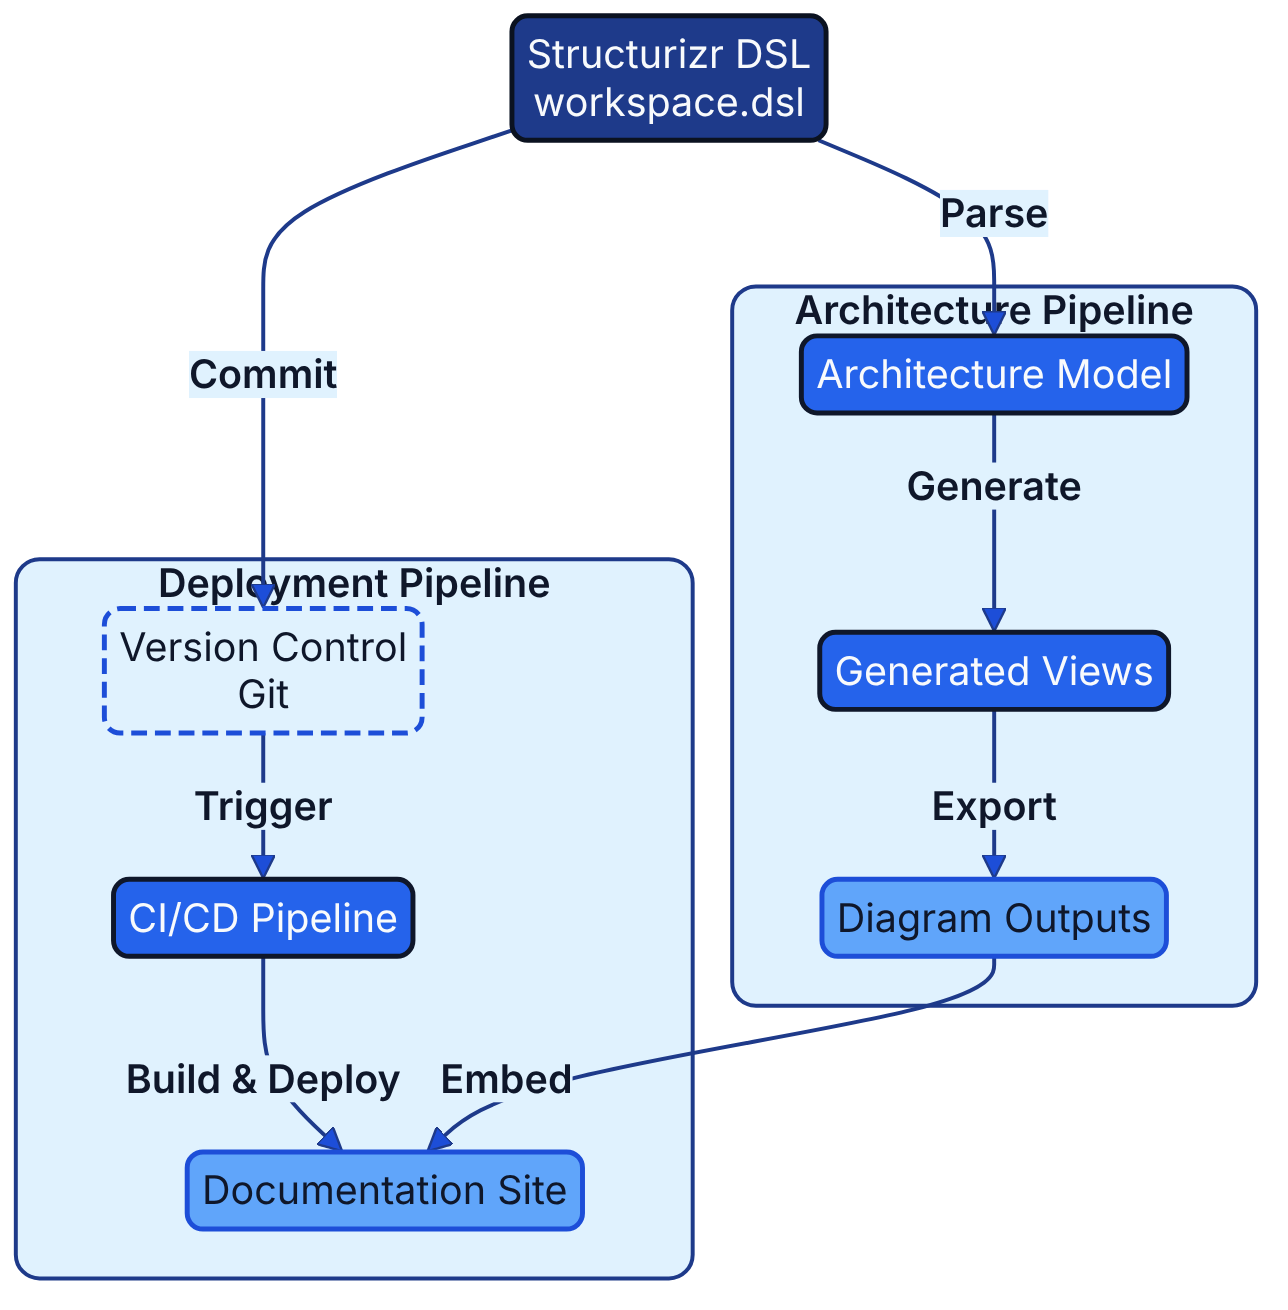 Structurizr DSL
workspace.dsl
Parse
Architecture Pipeline
Architecture Model
Commit
Generate
Deployment Pipeline
Version Control
Git
Generated Views
Trigger
Export
CI/CD Pipeline
Diagram Outputs
Build & Deploy
Embed
Documentation Site